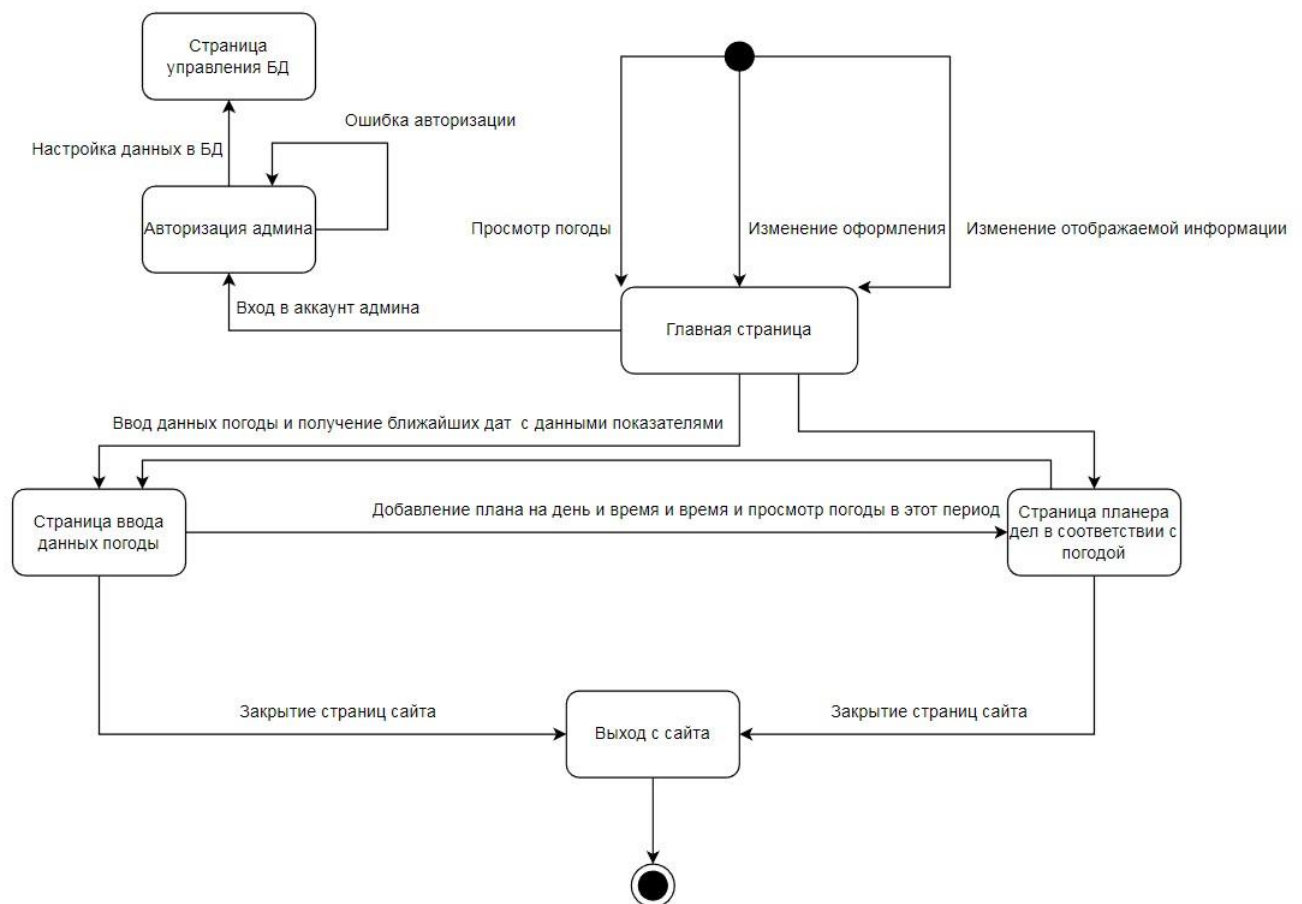 Страница
управления БД
Ошибка авторизации
Настройка данных в БД
Авторизация админа
Просмотр погоды
Изменение оформления
Изменение отображаемой информации
Вход в аккаунт админа
Главная страница
Ввод данных погоды и получение ближайших дат с данными показателями
Страница ввода
данных погоды
Добавление плана на день и время и время и просмотр погоды в этот период
Страница планера
дел в соответствии с
погодой
Закрытие страниц сайта
Выход с сайта
Закрытие страниц сайта